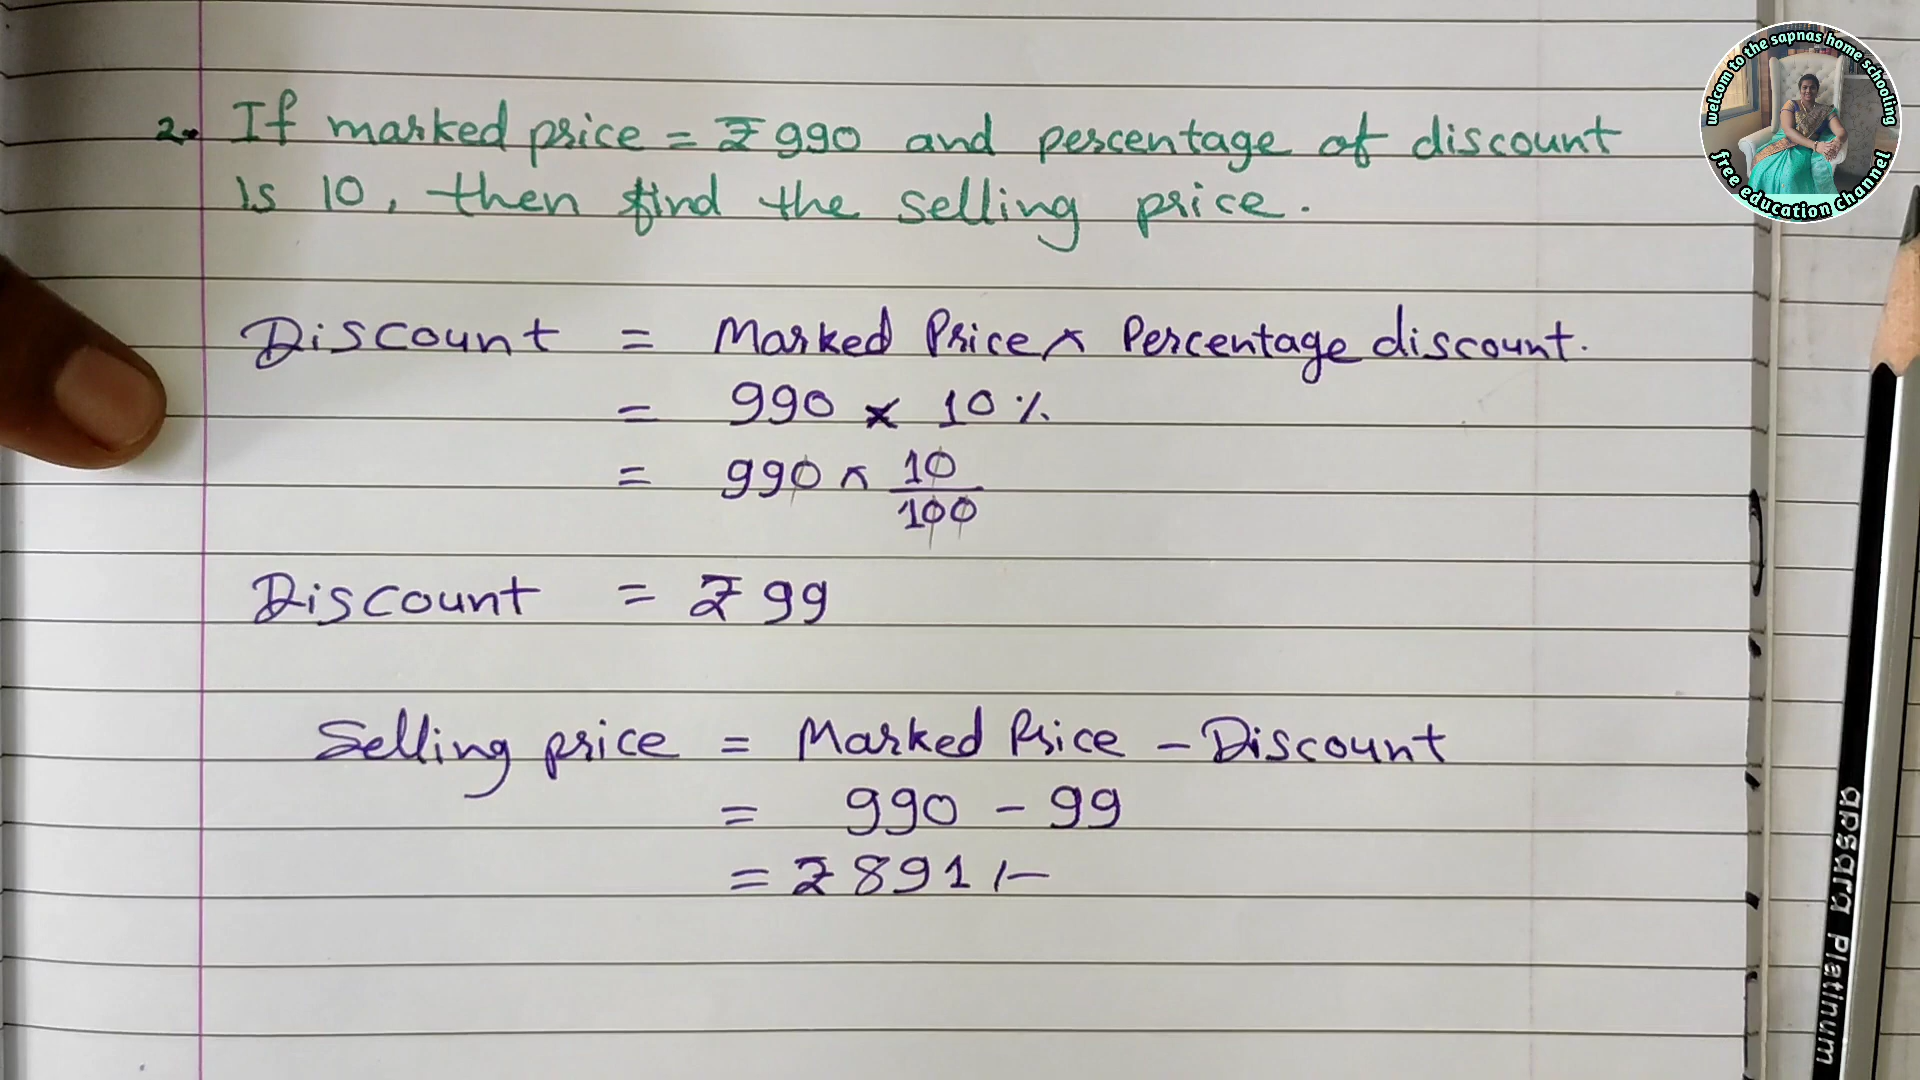 2. If marked price = ₹ 990 and percentage of discount
is 10, then find the selling price.
Discount = Marked Price × Percentage discount.
= 990 × 10 %
= 990 × 10/100
Discount = ₹ 99
Selling price = Marked Price - Discount
= 990 - 99
= ₹ 891 /-
welcom to the sapnas home schooling
free education channel
apsara Platinum